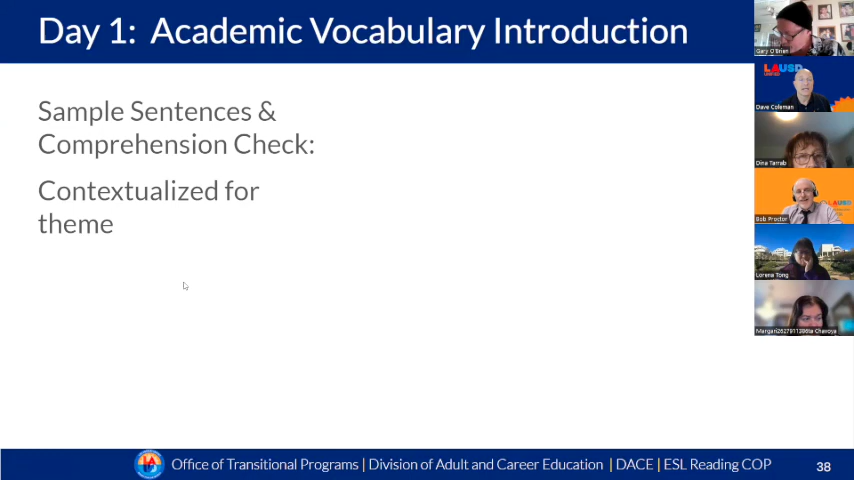 Day 1: Academic Vocabulary Introduction
Sample Sentences &
Comprehension Check:
Contextualized for
theme
Gary O'Brien
LAUSD
UNIFIED
Dave Coleman
Dina Tarrab
LAUSD
Bob Proctor
Lorena Tong
Office of Transitional Programs | Division of Adult and Career Education | DACE | ESL Reading COP
38